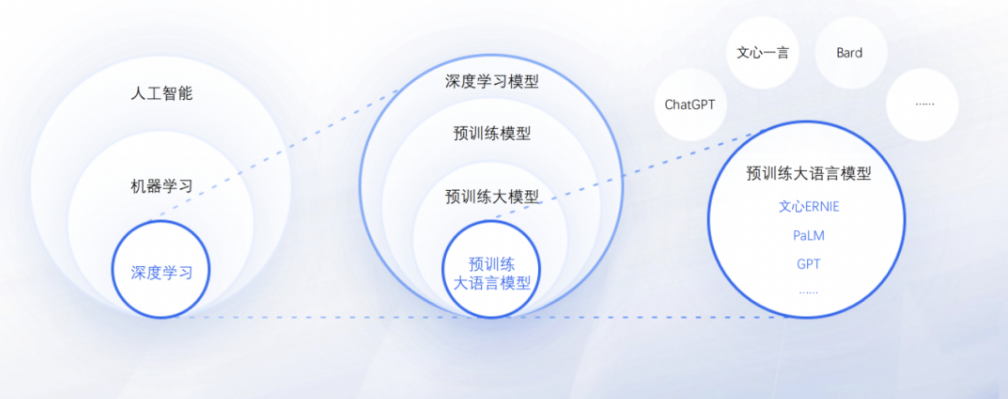 人工智能
机器学习
深度学习
深度学习模型
预训练模型
预训练大模型
预训练
大语言模型
ChatGPT
文心一言
Bard
……
预训练大语言模型
文心ERNIE
PaLM
GPT
……